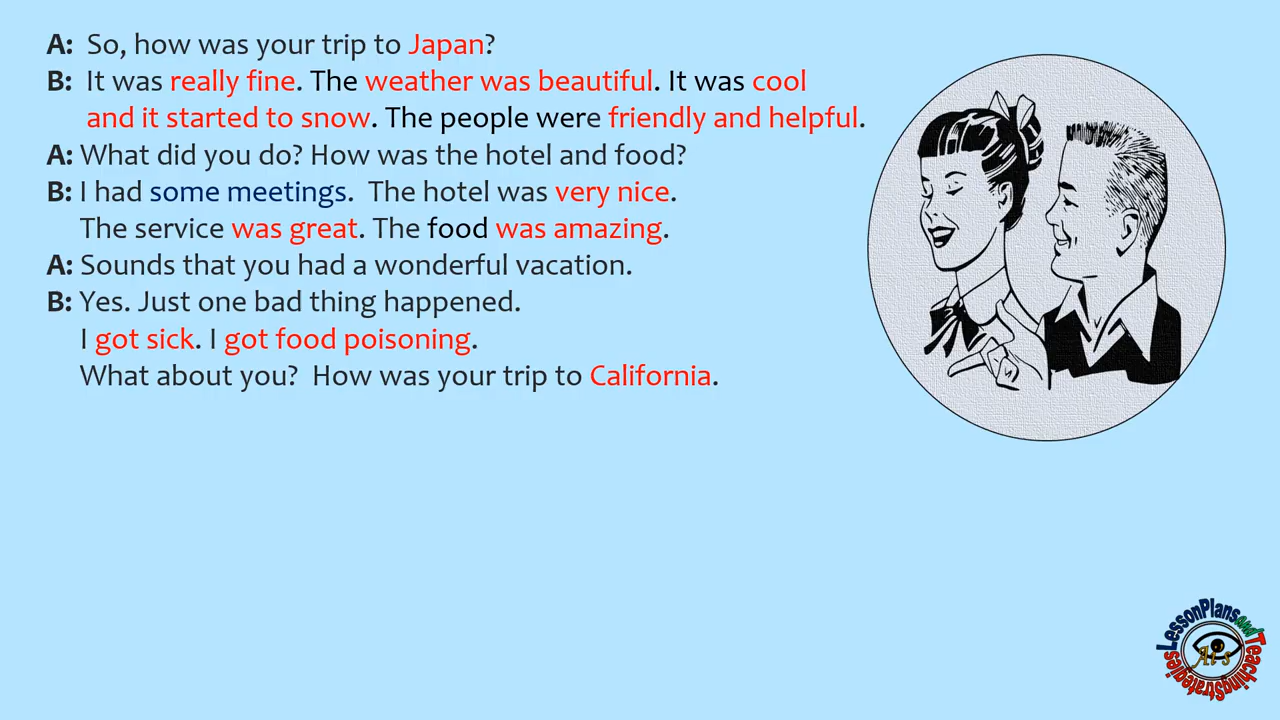 A: So, how was your trip to Japan?
B: It was really fine. The weather was beautiful. It was cool
and it started to snow. The people were friendly and helpful.
A: What did you do? How was the hotel and food?
B: I had some meetings. The hotel was very nice.
The service was great. The food was amazing.
A: Sounds that you had a wonderful vacation.
B: Yes. Just one bad thing happened.
I got sick. I got food poisoning.
What about you? How was your trip to California.
LessonPlansandTeachingStrategies
Al's